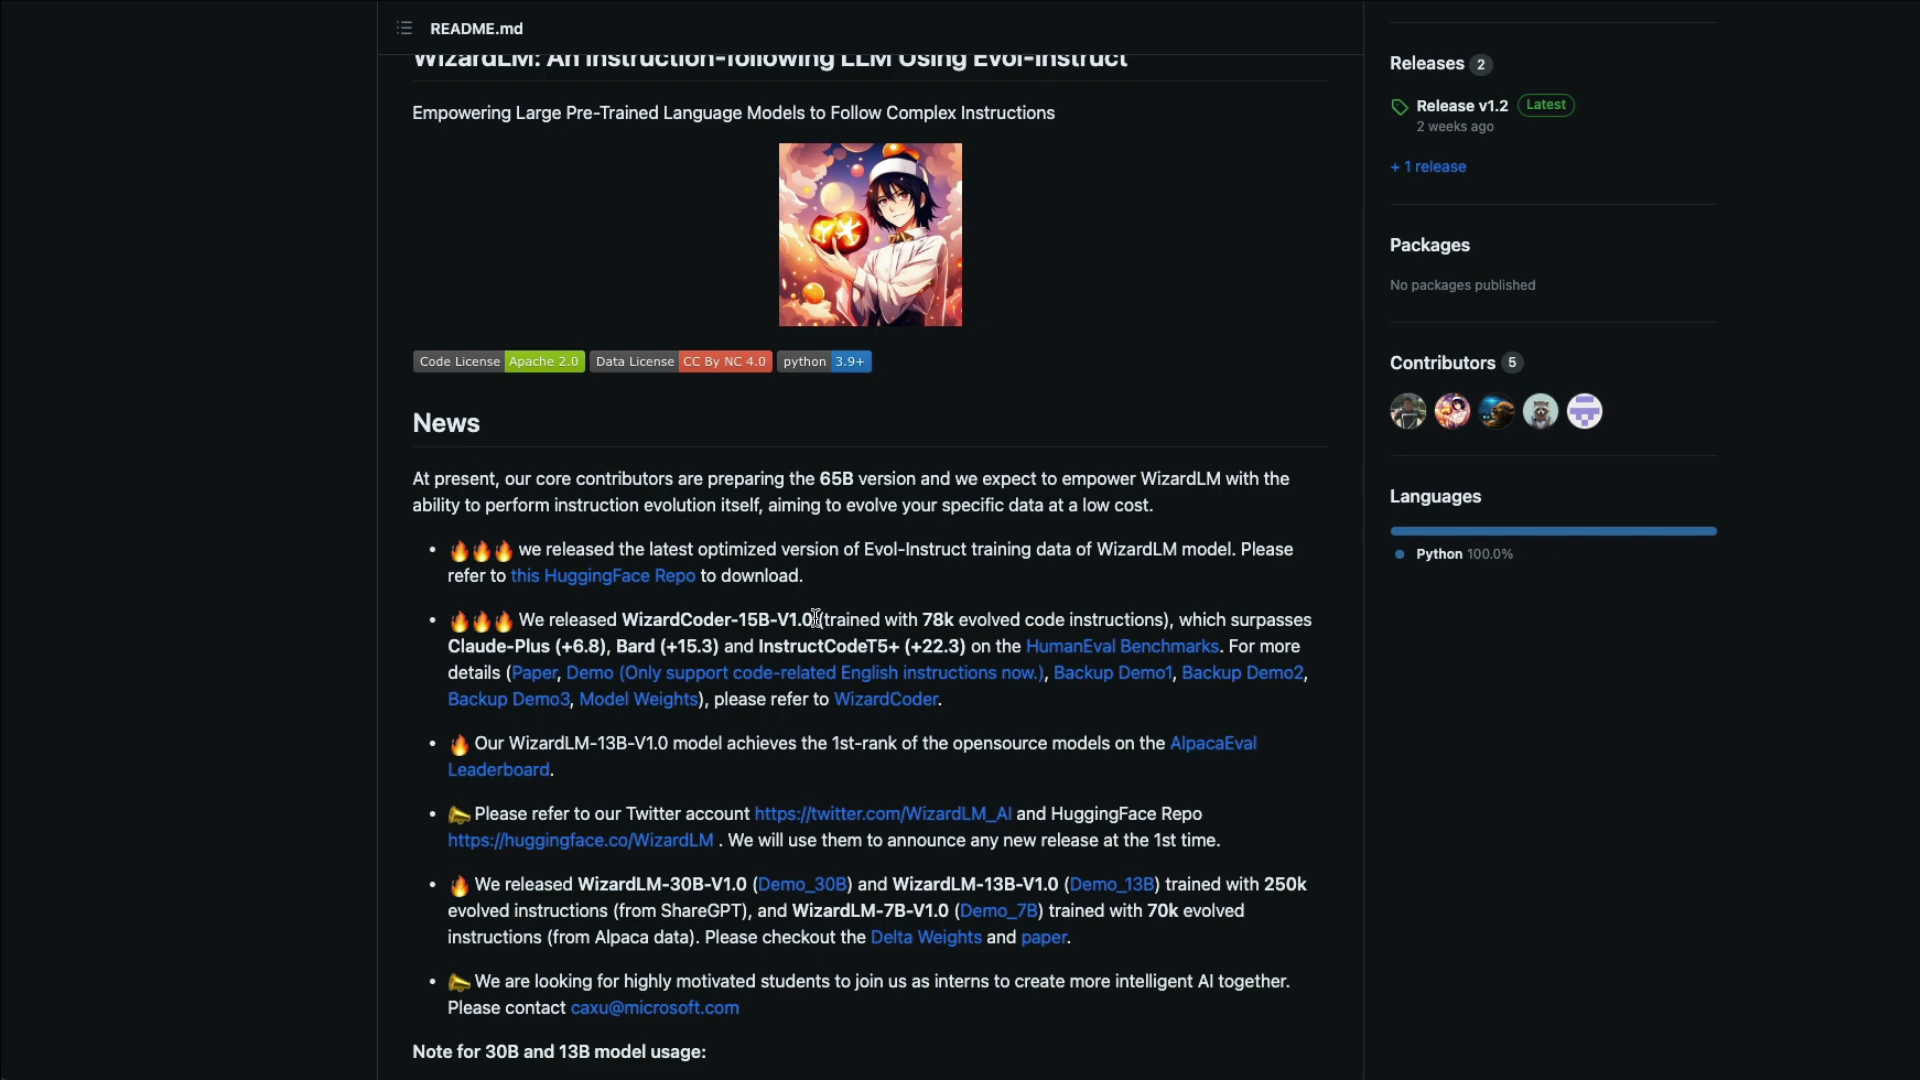 README.md
WizardLM: An Instruction-following LLM Using Evol-Instruct
Empowering Large Pre-Trained Language Models to Follow Complex Instructions
Code License Apache 2.0 Data License CC By NC 4.0 python 3.9+
News
At present, our core contributors are preparing the 65B version and we expect to empower WizardLM with the
ability to perform instruction evolution itself, aiming to evolve your specific data at a low cost.
• 🔥🔥🔥 we released the latest optimized version of Evol-Instruct training data of WizardLM model. Please
refer to this HuggingFace Repo to download.
• 🔥🔥🔥 We released WizardCoder-15B-V1.0 (trained with 78k evolved code instructions), which surpasses
Claude-Plus (+6.8), Bard (+15.3) and InstructCodeT5+ (+22.3) on the HumanEval Benchmarks. For more
details (Paper, Demo (Only support code-related English instructions now.), Backup Demo1, Backup Demo2,
Backup Demo3, Model Weights), please refer to WizardCoder.
• 🔥 Our WizardLM-13B-V1.0 model achieves the 1st-rank of the opensource models on the AlpacaEval
Leaderboard.
• 📣 Please refer to our Twitter account https://twitter.com/WizardLM_AI and HuggingFace Repo
https://huggingface.co/WizardLM . We will use them to announce any new release at the 1st time.
• 🔥 We released WizardLM-30B-V1.0 (Demo_30B) and WizardLM-13B-V1.0 (Demo_13B) trained with 250k
evolved instructions (from ShareGPT), and WizardLM-7B-V1.0 (Demo_7B) trained with 70k evolved
instructions (from Alpaca data). Please checkout the Delta Weights and paper.
• 📣 We are looking for highly motivated students to join us as interns to create more intelligent AI together.
Please contact caxu@microsoft.com
Note for 30B and 13B model usage:
Releases 2
Release v1.2 Latest
2 weeks ago
+ 1 release
Packages
No packages published
Contributors 5
Languages
Python 100.0%